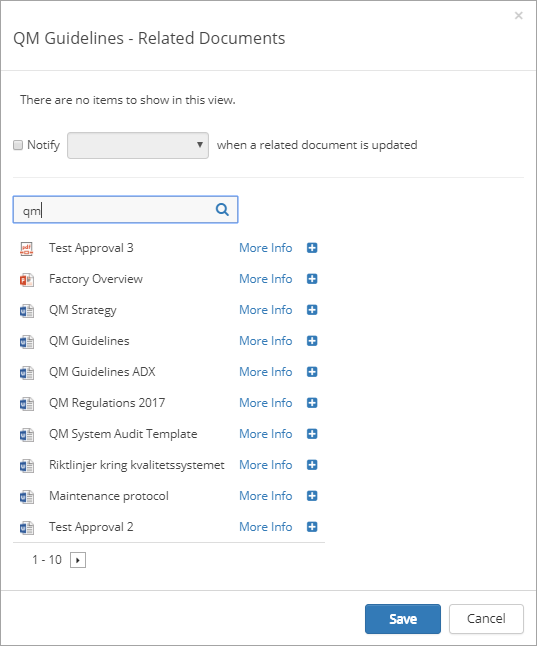 QM Guidelines - Related Documents
There are no items to show in this view.
Notify when a related document is updated
qm
Test Approval 3 More Info
Factory Overview More Info
QM Strategy More Info
QM Guidelines More Info
QM Guidelines ADX More Info
QM Regulations 2017 More Info
QM System Audit Template More Info
Riktlinjer kring kvalitetssystemet More Info
Maintenance protocol More Info
Test Approval 2 More Info
1 - 10
Save Cancel